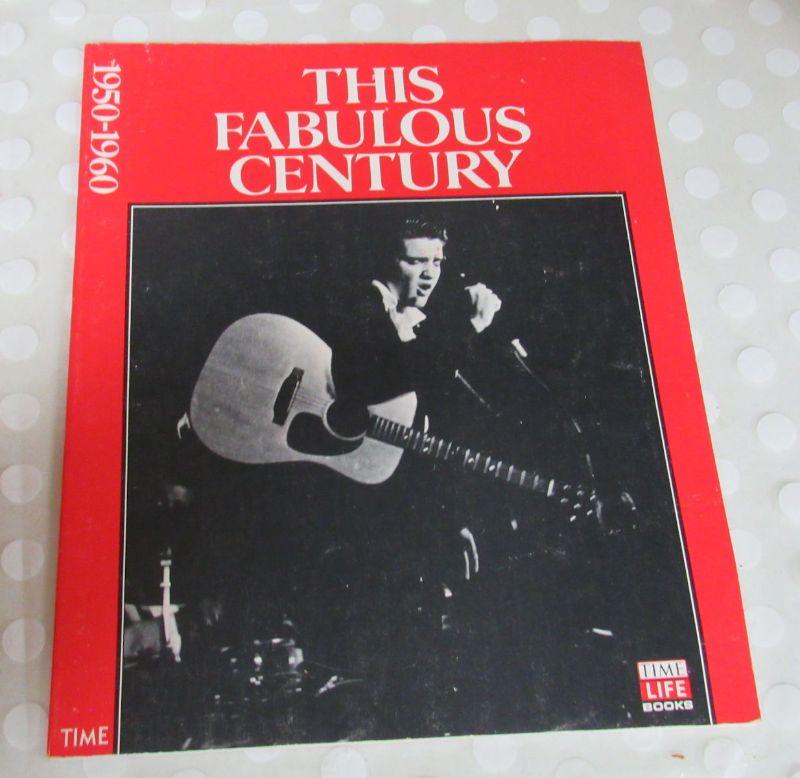 1950-1960
THIS
FABULOUS
CENTURY
TIME
LIFE
BOOKS
TIME